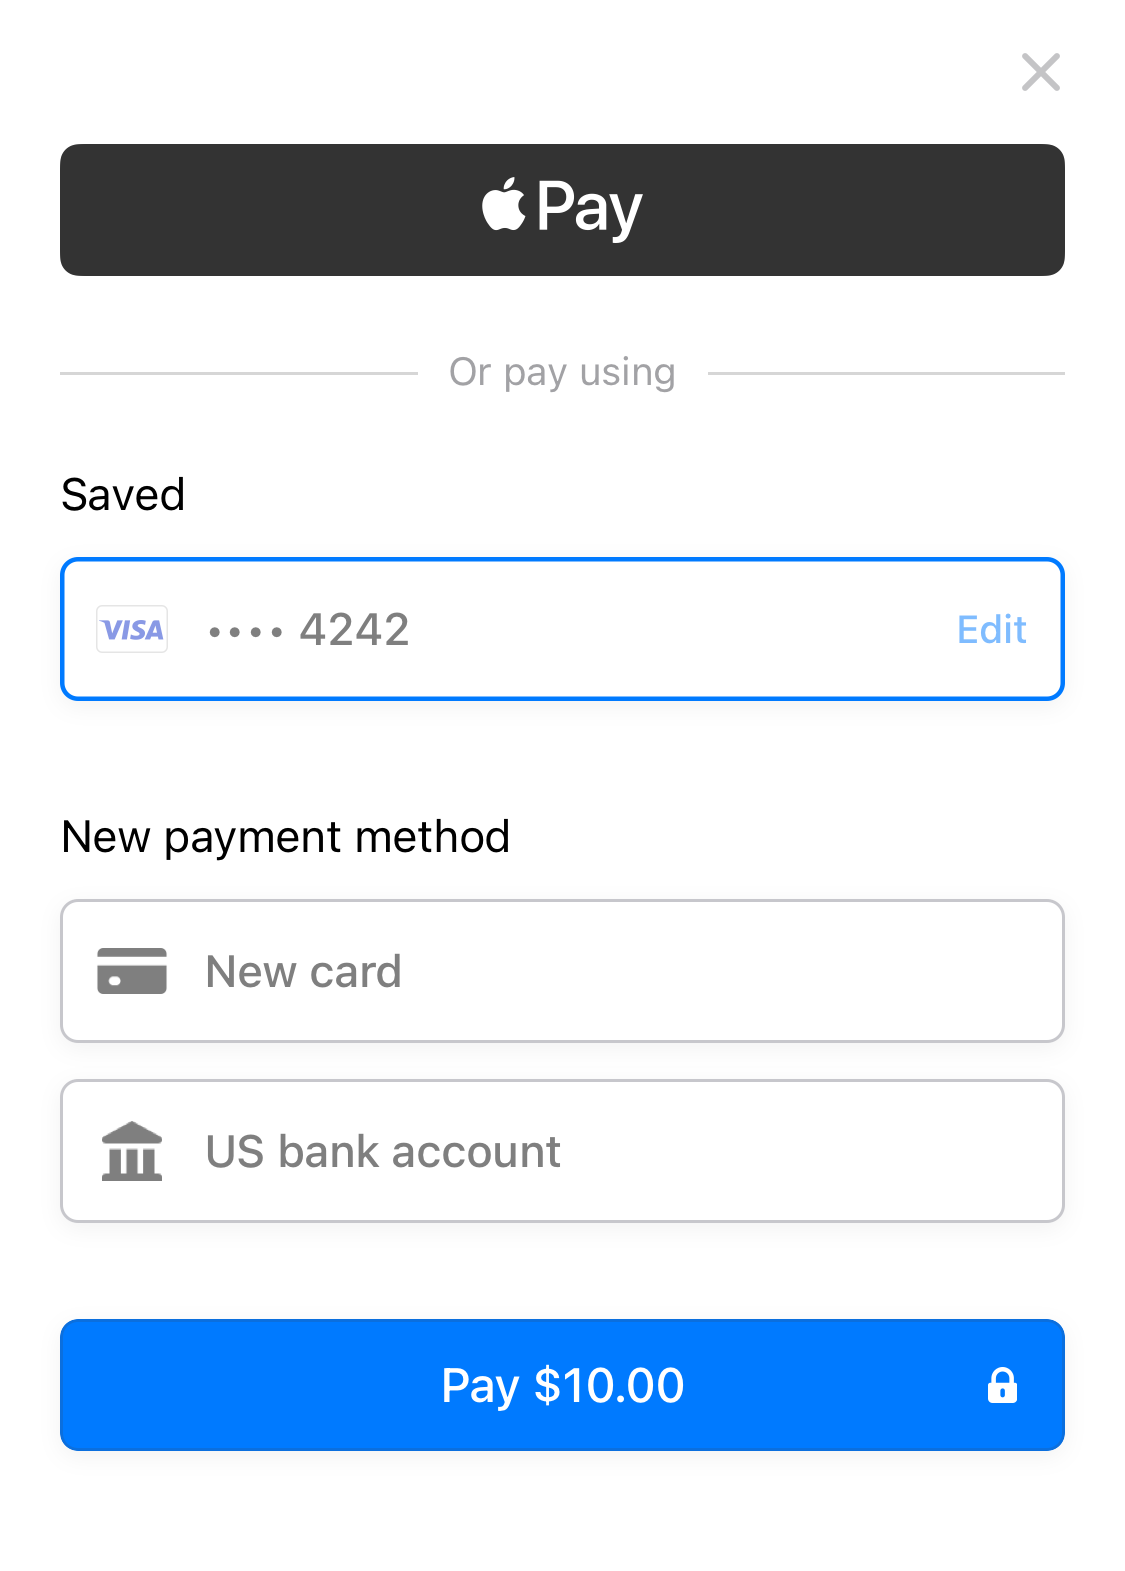 Pay
Or pay using
Saved
VISA •••• 4242 Edit
New payment method
New card
US bank account
Pay $10.00